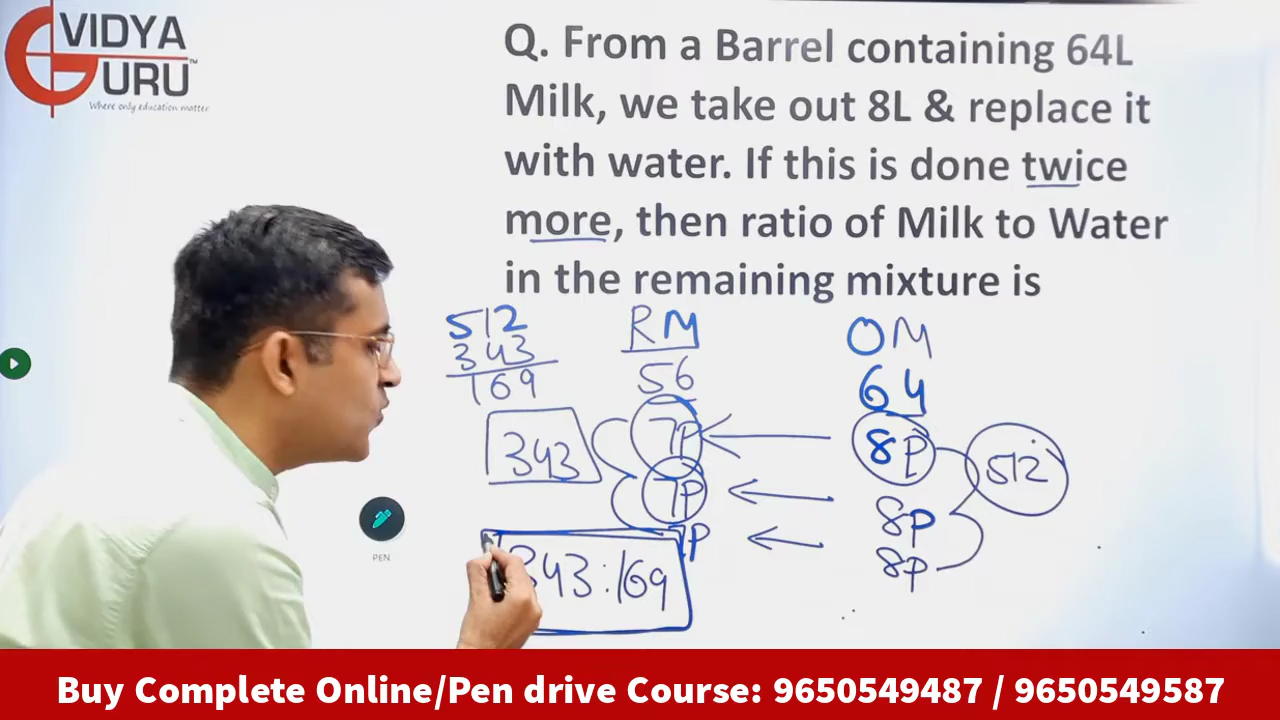 VIDYA
GURU™
Where only education matter
Q. From a Barrel containing 64L
Milk, we take out 8L & replace it
with water. If this is done twice
more, then ratio of Milk to Water
in the remaining mixture is
512
343
169
RM
56
7P
7P
7P
OM
64
8P
8P
8P
343
512
343:169
PEN
Buy Complete Online/Pen drive Course: 9650549487 / 9650549587